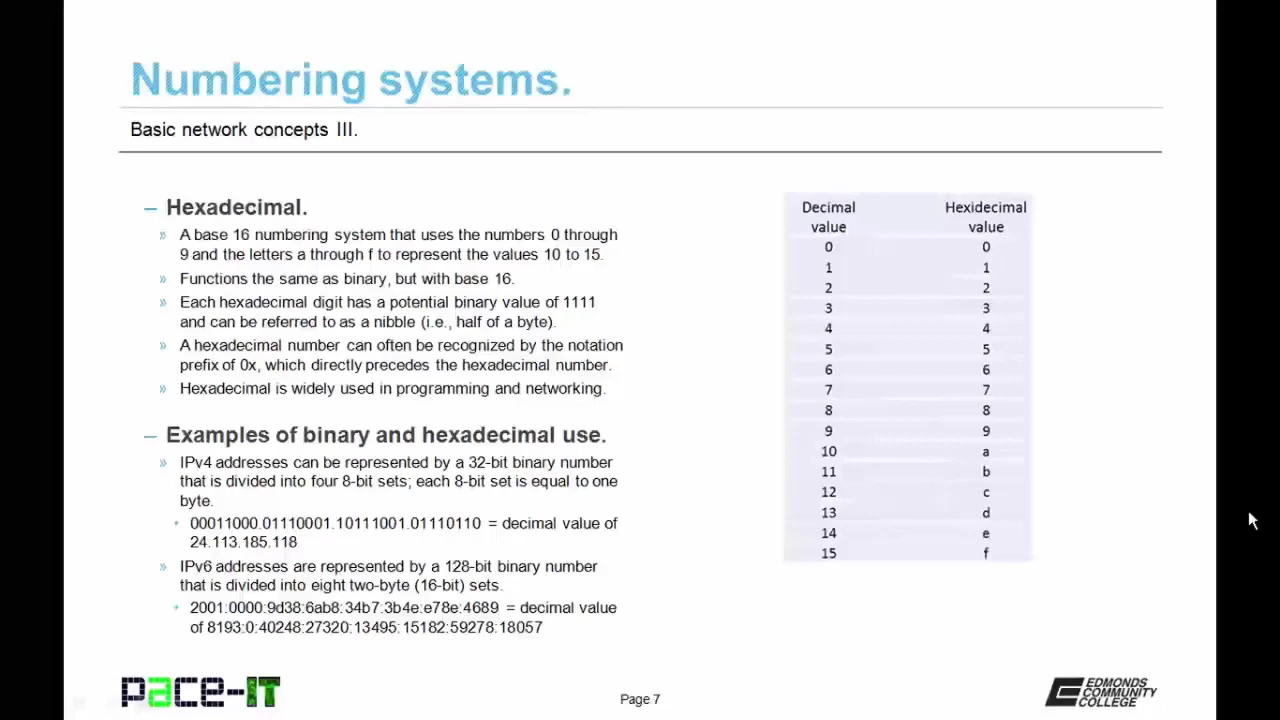 Numbering systems.
Basic network concepts III.
– Hexadecimal.
» A base 16 numbering system that uses the numbers 0 through
9 and the letters a through f to represent the values 10 to 15.
» Functions the same as binary, but with base 16.
» Each hexadecimal digit has a potential binary value of 1111
and can be referred to as a nibble (i.e., half of a byte).
» A hexadecimal number can often be recognized by the notation
prefix of 0x, which directly precedes the hexadecimal number.
» Hexadecimal is widely used in programming and networking.
– Examples of binary and hexadecimal use.
» IPv4 addresses can be represented by a 32-bit binary number
that is divided into four 8-bit sets; each 8-bit set is equal to one
byte.
• 00011000.01110001.10111001.01110110 = decimal value of
24.113.185.118
» IPv6 addresses are represented by a 128-bit binary number
that is divided into eight two-byte (16-bit) sets.
• 2001:0000:9d38:6ab8:34b7:3b4e:e78e:4689 = decimal value
of 8193:0:40248:27320:13495:15182:59278:18057
Decimal Hexidecimal
value value
0 0
1 1
2 2
3 3
4 4
5 5
6 6
7 7
8 8
9 9
10 a
11 b
12 c
13 d
14 e
15 f
pace-IT
Page 7
EDMONDS
COMMUNITY
COLLEGE